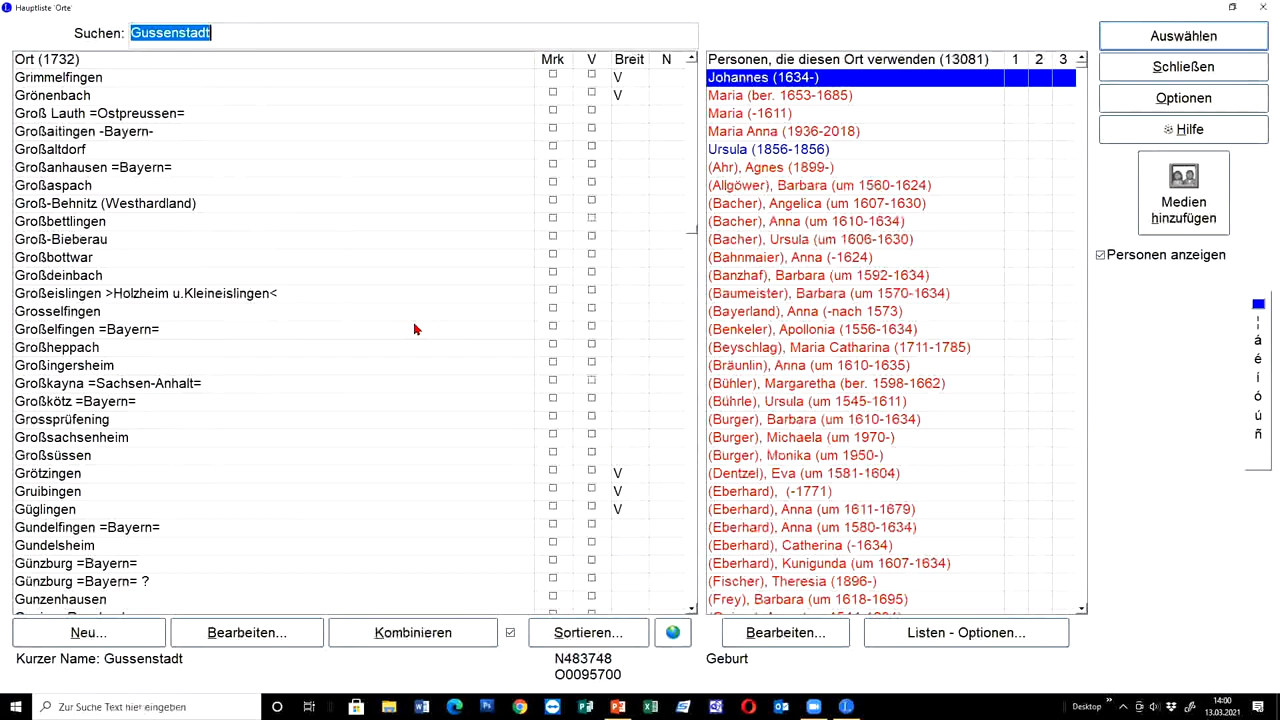 Hauptliste 'Orte'
Suchen: Gussenstadt
Ort (1732) Mrk V Breit N
Grimmelfingen V
Grönenbach V
Groß Lauth =Ostpreussen=
Großaitingen -Bayern-
Großaltdorf
Großanhausen =Bayern=
Großaspach
Groß-Behnitz (Westhardland)
Großbettlingen
Groß-Bieberau
Großbottwar
Großdeinbach
Großeislingen >Holzheim u.Kleineislingen<
Grosselfingen
Großelfingen =Bayern=
Großheppach
Großingersheim
Großkayna =Sachsen-Anhalt=
Großkötz =Bayern=
Grossprüfening
Großsachsenheim
Großsüssen
Grötzingen V
Gruibingen V
Güglingen V
Gundelfingen =Bayern=
Gundelsheim
Günzburg =Bayern=
Günzburg =Bayern= ?
Gunzenhausen
Neu... Bearbeiten... Kombinieren Sortieren...
Kurzer Name: Gussenstadt
N483748
O0095700
Personen, die diesen Ort verwenden (13081) 1 2 3
Johannes (1634-)
Maria (ber. 1653-1685)
Maria (-1611)
Maria Anna (1936-2018)
Ursula (1856-1856)
(Ahr), Agnes (1899-)
(Allgöwer), Barbara (um 1560-1624)
(Bacher), Angelica (um 1607-1630)
(Bacher), Anna (um 1610-1634)
(Bacher), Ursula (um 1606-1630)
(Bahnmaier), Anna (-1624)
(Banzhaf), Barbara (um 1592-1634)
(Baumeister), Barbara (um 1570-1634)
(Bayerland), Anna (-nach 1573)
(Benkeler), Apollonia (1556-1634)
(Beyschlag), Maria Catharina (1711-1785)
(Bräunlin), Anna (um 1610-1635)
(Bühler), Margaretha (ber. 1598-1662)
(Bührle), Ursula (um 1545-1611)
(Burger), Barbara (um 1610-1634)
(Burger), Michaela (um 1970-)
(Burger), Monika (um 1950-)
(Dentzel), Eva (um 1581-1604)
(Eberhard), (-1771)
(Eberhard), Anna (um 1611-1679)
(Eberhard), Anna (um 1580-1634)
(Eberhard), Catherina (-1634)
(Eberhard), Kunigunda (um 1607-1634)
(Fischer), Theresia (1896-)
(Frey), Barbara (um 1618-1695)
Bearbeiten... Listen - Optionen...
Geburt
Auswählen
Schließen
Optionen
Hilfe
Medien
hinzufügen
Personen anzeigen
á
é
í
ó
ú
ñ
Zur Suche Text hier eingeben
Desktop
14:00
13.03.2021